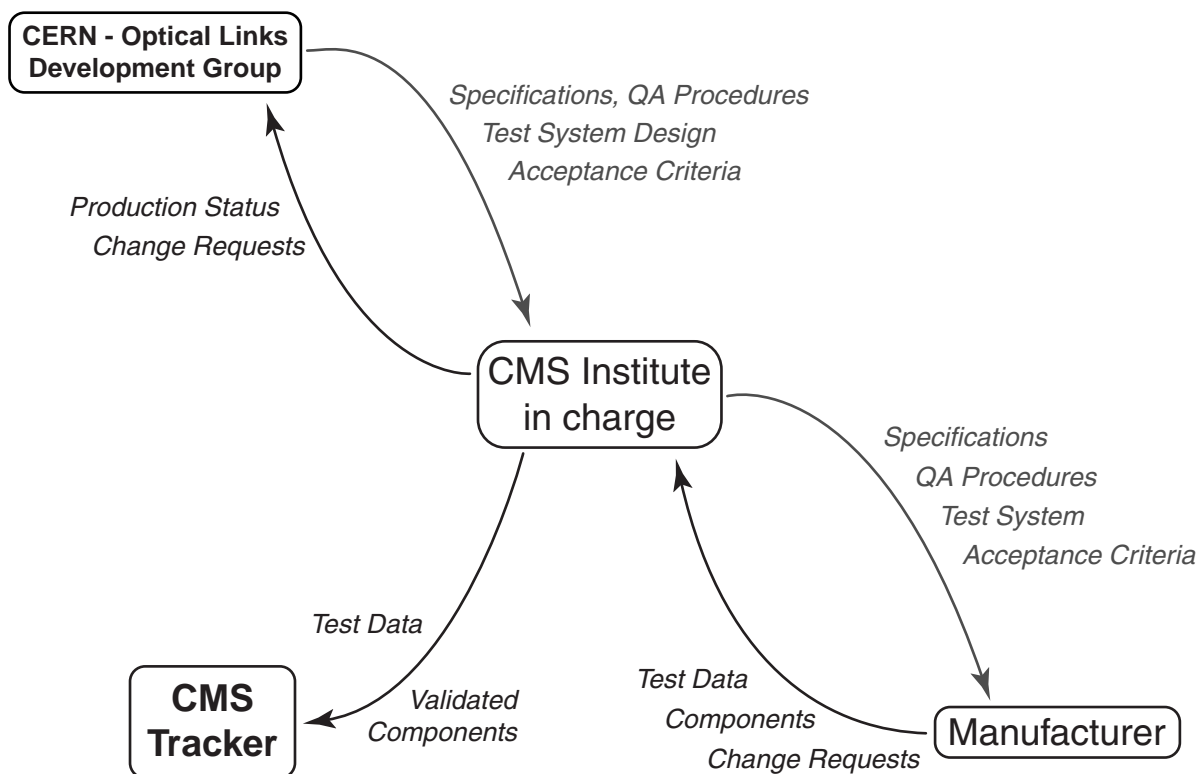 CERN - Optical Links
Development Group
Specifications, QA Procedures
Test System Design
Acceptance Criteria
Production Status
Change Requests
CMS Institute
in charge
Specifications
QA Procedures
Test System
Acceptance Criteria
Test Data
Validated
Components
CMS
Tracker
Test Data
Components
Change Requests
Manufacturer